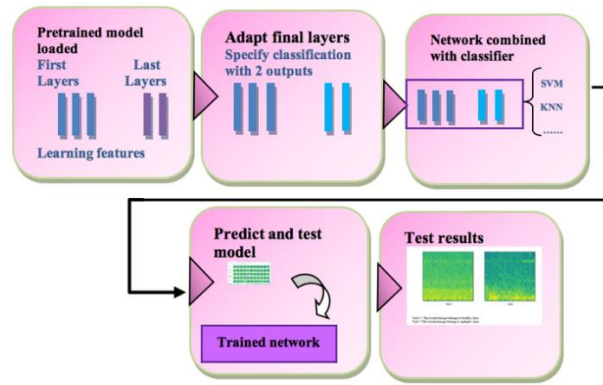 Pretrained model
loaded
First
Layers
Last
Layers
Learning features
Adapt final layers
Specify classification
with 2 outputs
Network combined
with classifier
SVM
KNN
......
Predict and test
model
Trained network
Test results